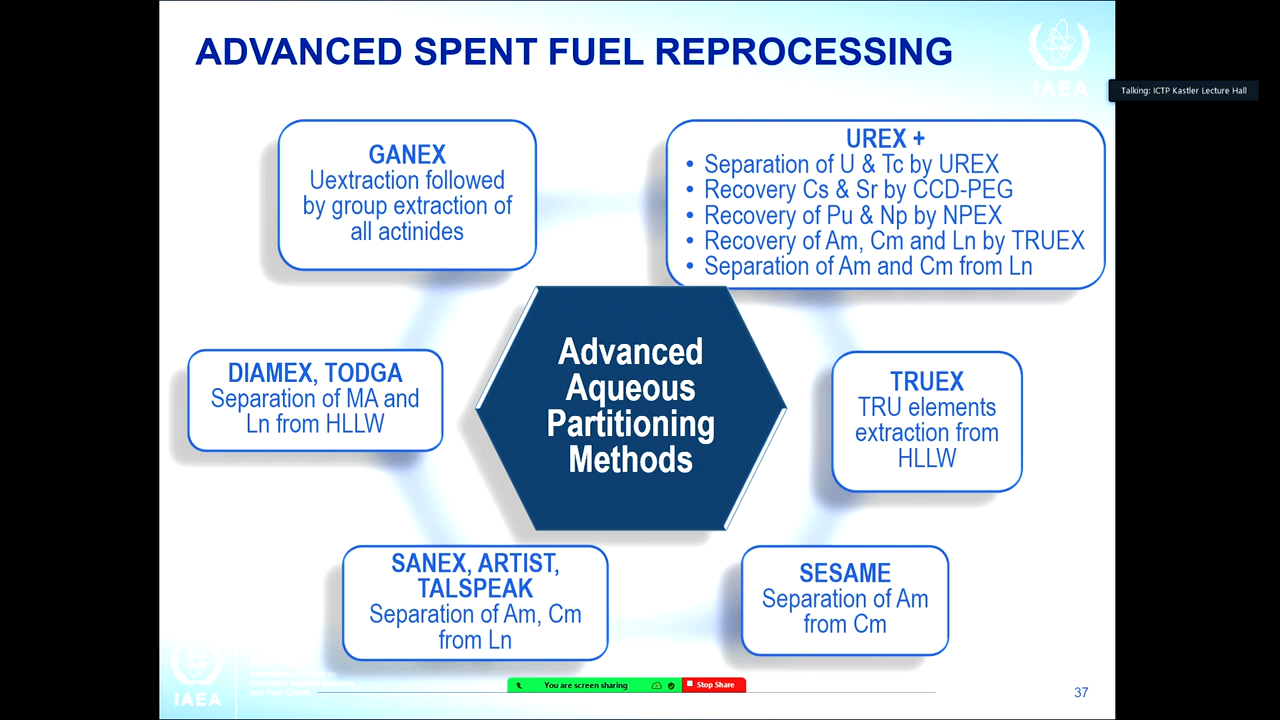 ADVANCED SPENT FUEL REPROCESSING
IAEA
Talking: ICTP Kastler Lecture Hall
GANEX
Uextraction followed
by group extraction of
all actinides
UREX +
• Separation of U & Tc by UREX
• Recovery Cs & Sr by CCD-PEG
• Recovery of Pu & Np by NPEX
• Recovery of Am, Cm and Ln by TRUEX
• Separation of Am and Cm from Ln
Advanced
Aqueous
Partitioning
Methods
DIAMEX, TODGA
Separation of MA and
Ln from HLLW
TRUEX
TRU elements
extraction from
HLLW
SANEX, ARTIST,
TALSPEAK
Separation of Am, Cm
from Ln
SESAME
Separation of Am
from Cm
IAEA
You are screen sharing
Stop Share
37